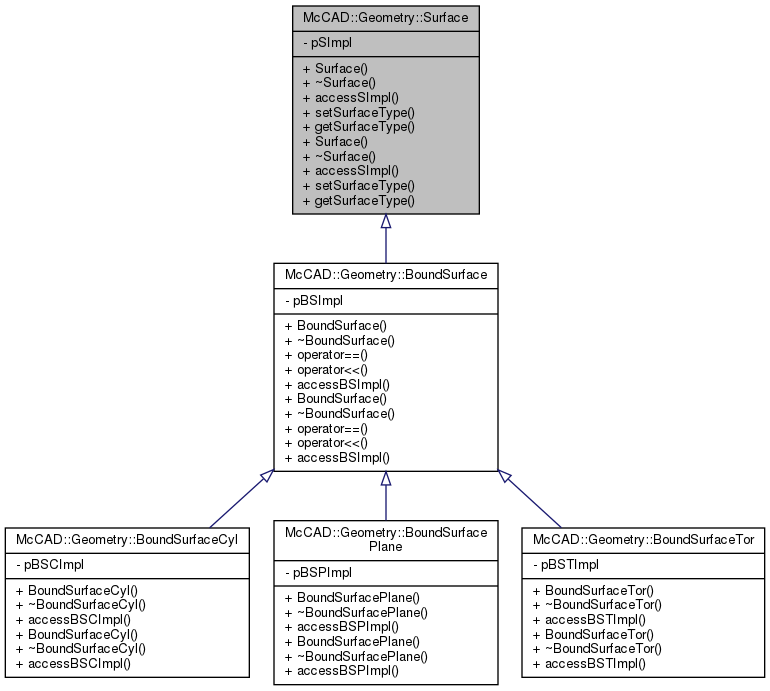 McCAD::Geometry::Surface
- pSImpl
+ Surface()
+ ~Surface()
+ accessSImpl()
+ setSurfaceType()
+ getSurfaceType()
+ Surface()
+ ~Surface()
+ accessSImpl()
+ setSurfaceType()
+ getSurfaceType()
McCAD::Geometry::BoundSurface
- pBSImpl
+ BoundSurface()
+ ~BoundSurface()
+ operator==()
+ operator<<()
+ accessBSImpl()
+ BoundSurface()
+ ~BoundSurface()
+ operator==()
+ operator<<()
+ accessBSImpl()
McCAD::Geometry::BoundSurfaceCyl
- pBSCImpl
+ BoundSurfaceCyl()
+ ~BoundSurfaceCyl()
+ accessBSCImpl()
+ BoundSurfaceCyl()
+ ~BoundSurfaceCyl()
+ accessBSCImpl()
McCAD::Geometry::BoundSurface
Plane
- pBSPImpl
+ BoundSurfacePlane()
+ ~BoundSurfacePlane()
+ accessBSPImpl()
+ BoundSurfacePlane()
+ ~BoundSurfacePlane()
+ accessBSPImpl()
McCAD::Geometry::BoundSurfaceTor
- pBSTImpl
+ BoundSurfaceTor()
+ ~BoundSurfaceTor()
+ accessBSTImpl()
+ BoundSurfaceTor()
+ ~BoundSurfaceTor()
+ accessBSTImpl()